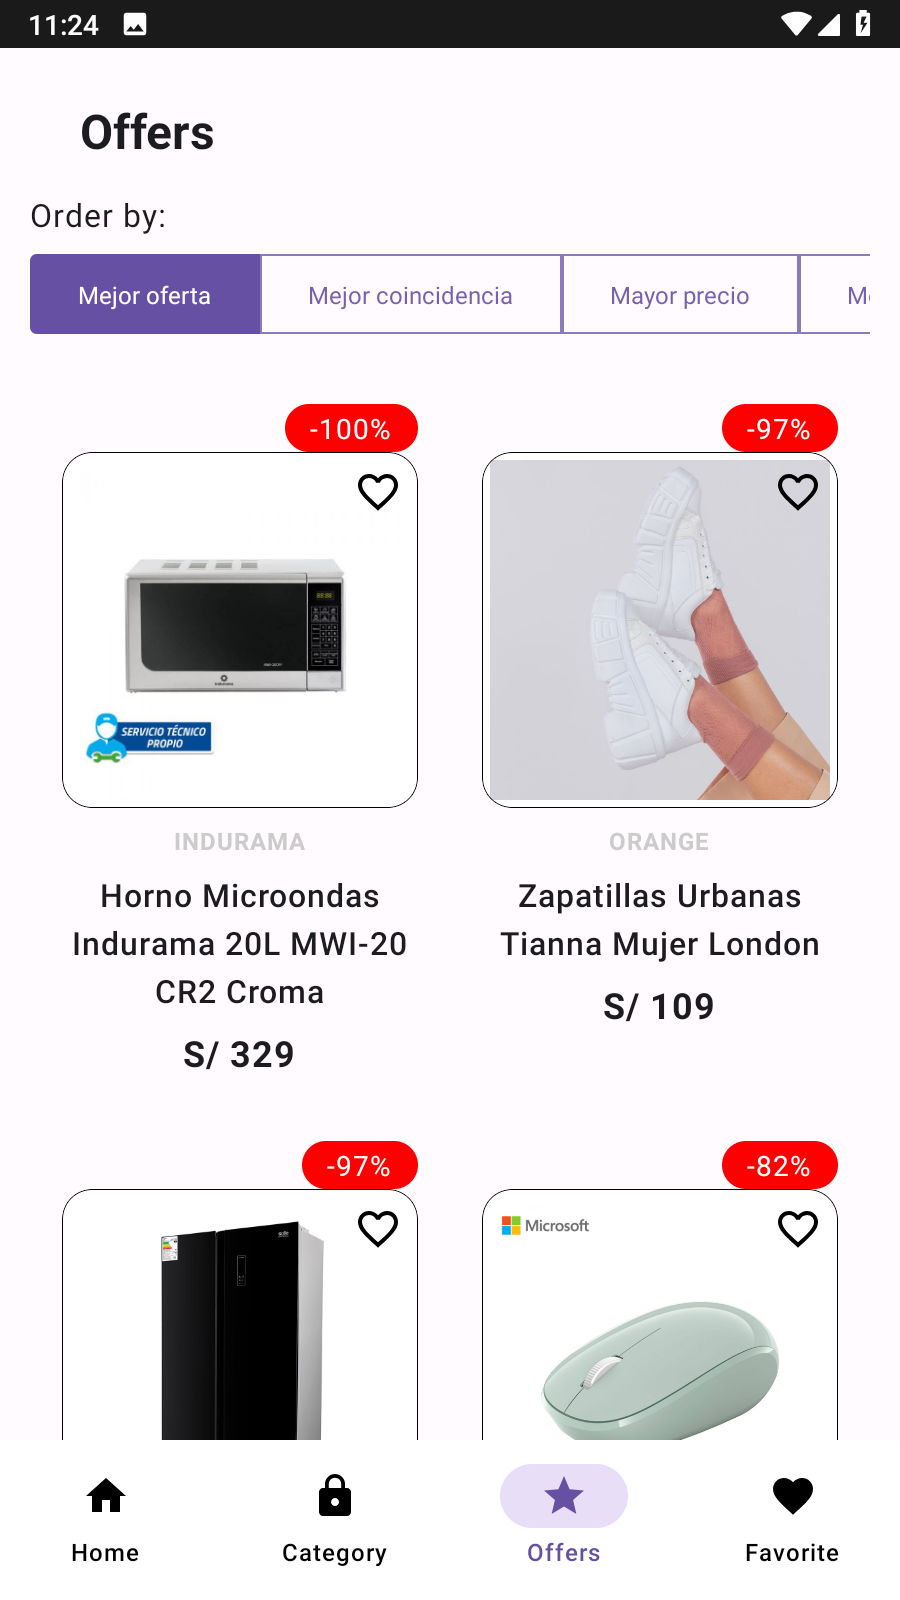 11:24
Offers
Order by:
Mejor oferta
Mejor coincidencia
Mayor precio
-100%
-97%
SERVICIO TÉCNICO
PROPIO
INDURAMA
ORANGE
Horno Microondas
Indurama 20L MWI-20
CR2 Croma
S/ 329
Zapatillas Urbanas
Tianna Mujer London
S/ 109
-97%
-82%
Microsoft
Home
Category
Offers
Favorite